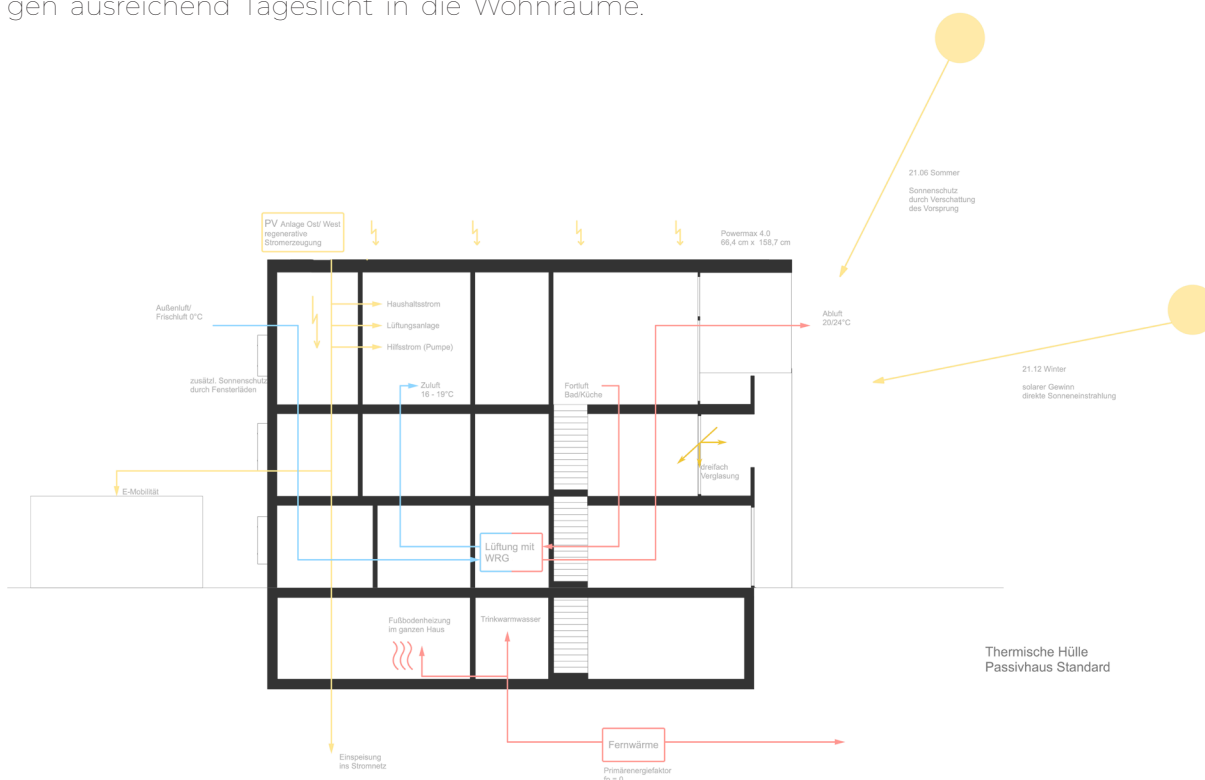 gen ausreichend Tageslicht in die Wohnräume.
21.06 Sommer
Sonnenschutz
durch Verschattung
des Vorsprung
PV Anlage Ost/ West
regenerative
Stromerzeugung
Powermax 4.0
66,4 cm x 158,7 cm
Außenluft/
Frischluft 0°C
Haushaltsstrom
Lüftungsanlage
Hilfsstrom (Pumpe)
Abluft
20/24°C
zusätzl. Sonnenschutz
durch Fensterläden
Zuluft
16 - 19°C
Fortluft
Bad/Küche
21.12 Winter
solarer Gewinn
direkte Sonneneinstrahlung
dreifach
Verglasung
E-Mobilität
Lüftung mit
WRG
Fußbodenheizung
im ganzen Haus
Trinkwarmwasser
Thermische Hülle
Passivhaus Standard
Fernwärme
Einspeisung
ins Stromnetz
Primärenergiefaktor